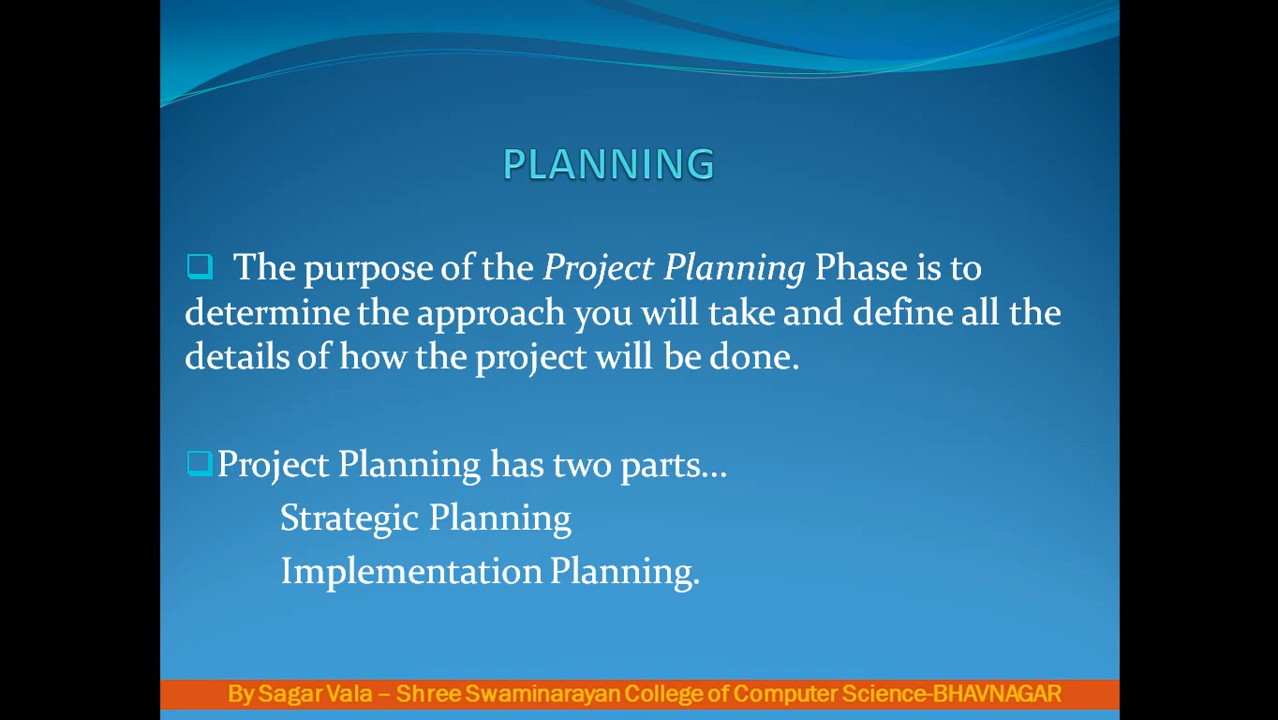 PLANNING
The purpose of the Project Planning Phase is to
determine the approach you will take and define all the
details of how the project will be done.
Project Planning has two parts...
Strategic Planning
Implementation Planning.
By Sagar Vala – Shree Swaminarayan College of Computer Science-BHAVNAGAR